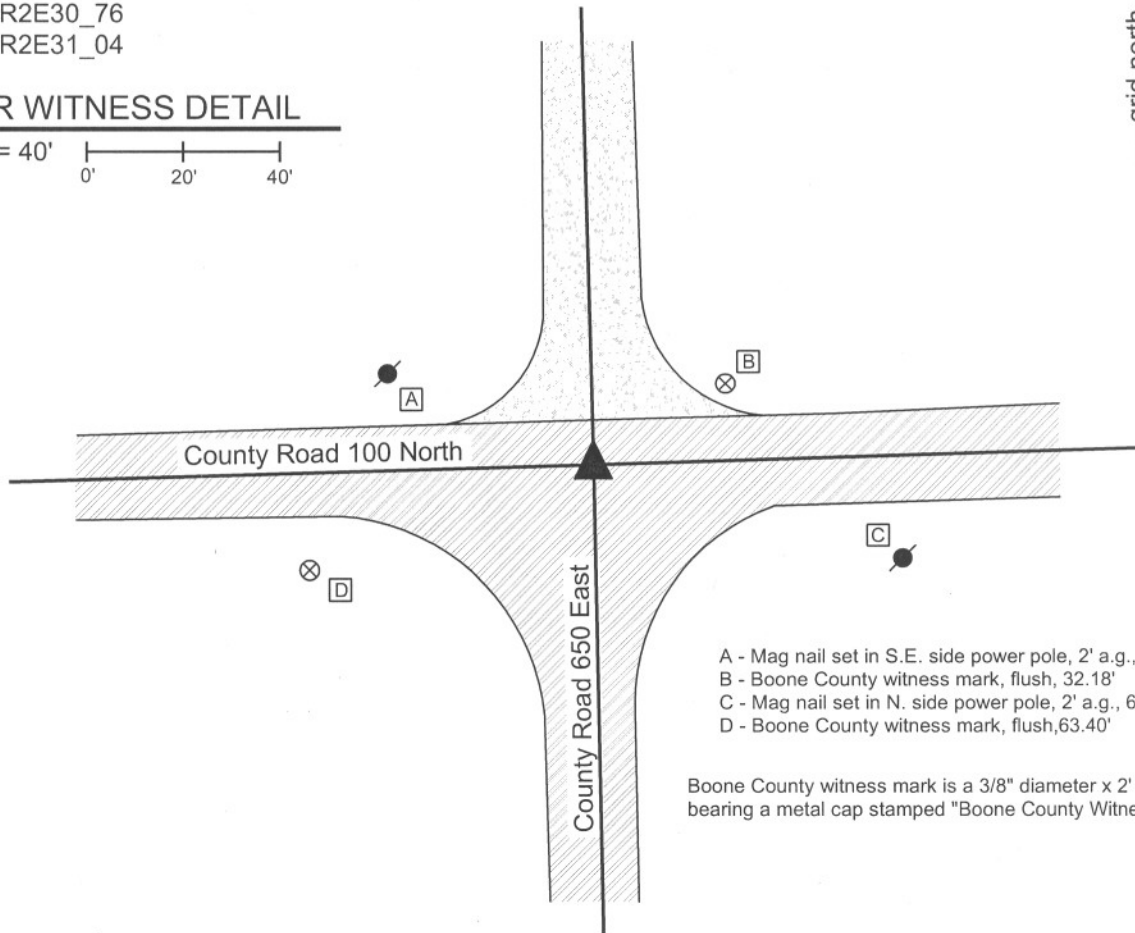 R2E30_76
R2E31_04
R WITNESS DETAIL
= 40'
0' 20' 40'
grid north
B
A
County Road 100 North
C
D
County Road 650 East
A - Mag nail set in S.E. side power pole, 2' a.g.,
B - Boone County witness mark, flush, 32.18'
C - Mag nail set in N. side power pole, 2' a.g., 6
D - Boone County witness mark, flush,63.40'
Boone County witness mark is a 3/8" diameter x 2'
bearing a metal cap stamped "Boone County Witne